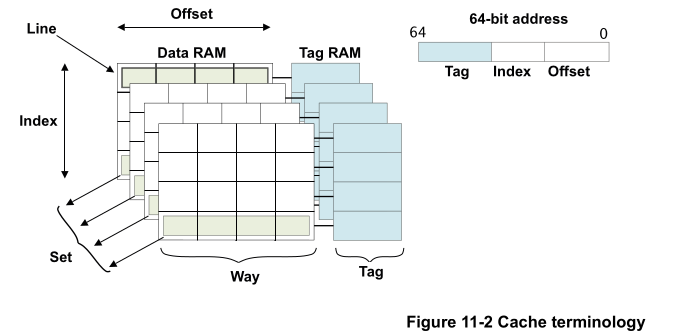 Offset
64-bit address
64
0
Line
Data RAM
Tag RAM
Tag
Index
Offset
Index
Set
Way
Tag
Figure 11-2 Cache terminology